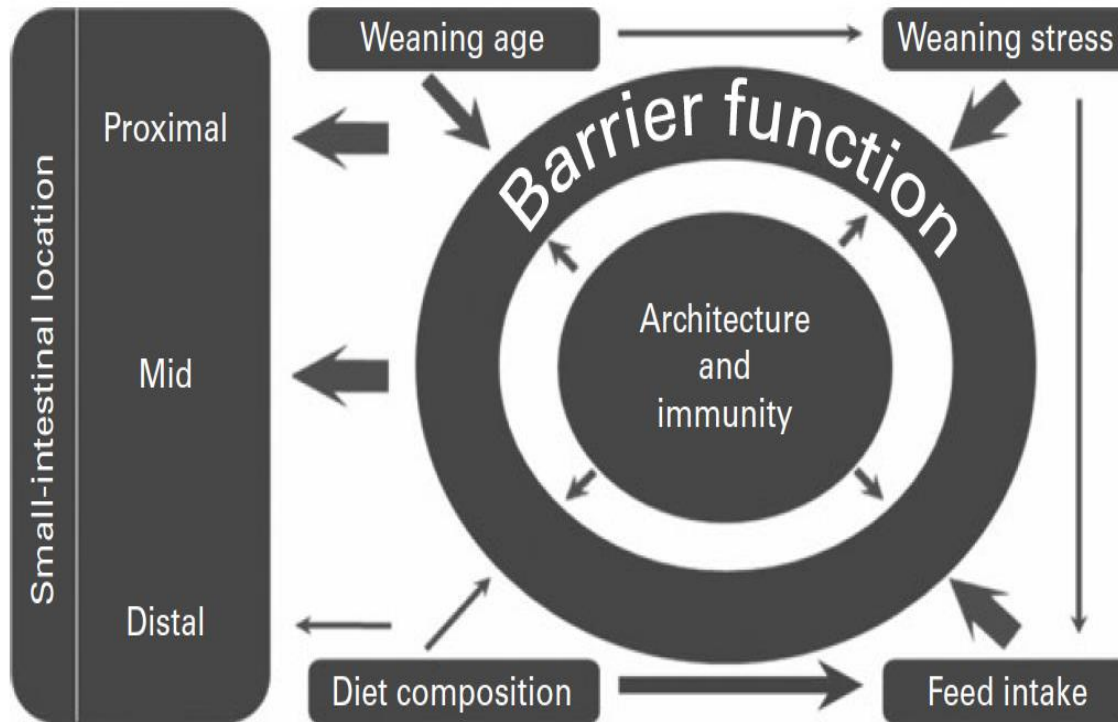 Weaning age
Weaning stress
Barrier function
Small-intestinal location
Proximal
Mid
Distal
Architecture
and
immunity
Diet composition
Feed intake